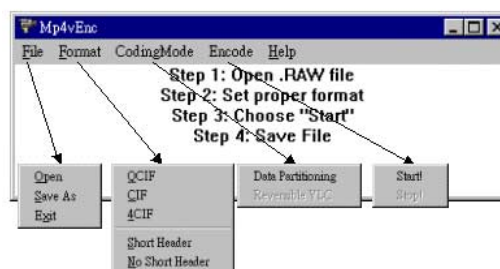 Mp4vEnc
File Format CodingMode Encode Help
Step 1: Open .RAW file
Step 2: Set proper format
Step 3: Choose "Start"
Step 4: Save File
Open
Save As
Exit
QCIF
CIF
4CIF
Short Header
No Short Header
Data Partitioning
Reversible VLC
Start!
Stop!